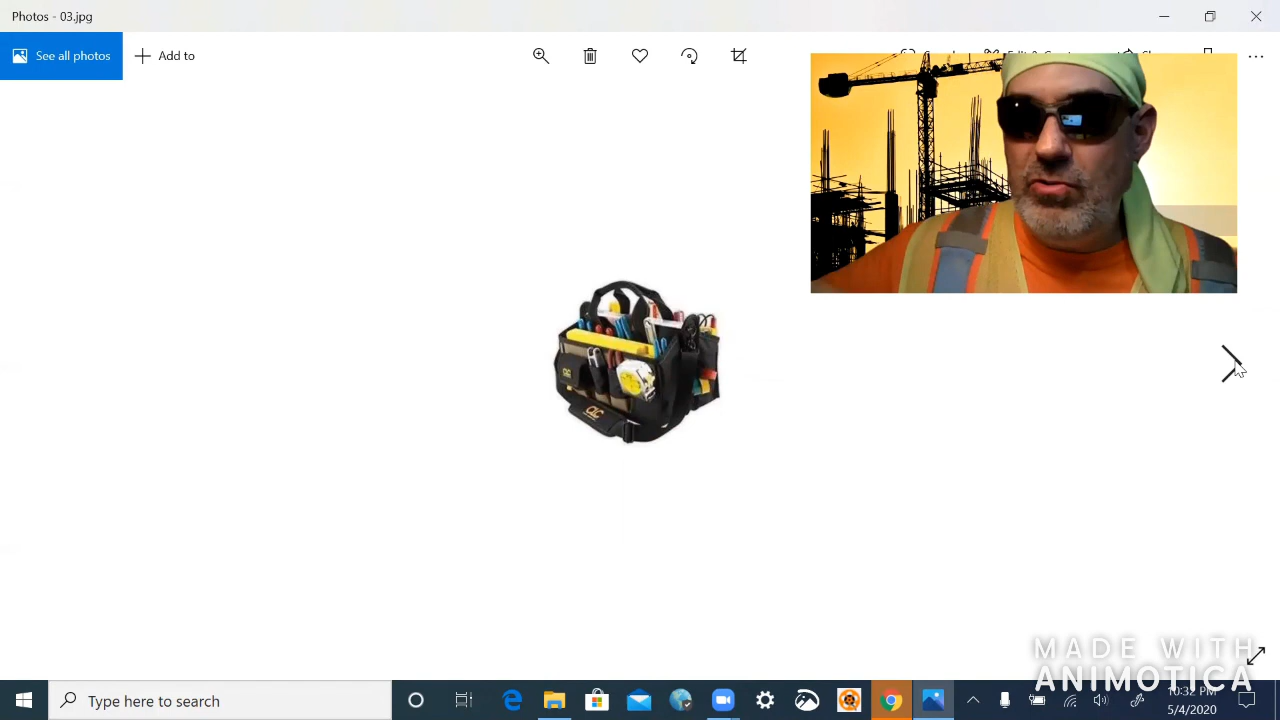 Photos - 03.jpg
See all photos
Add to
CLC
MADE WITH
ANIMOTICA
Type here to search
10:32 PM
5/4/2020